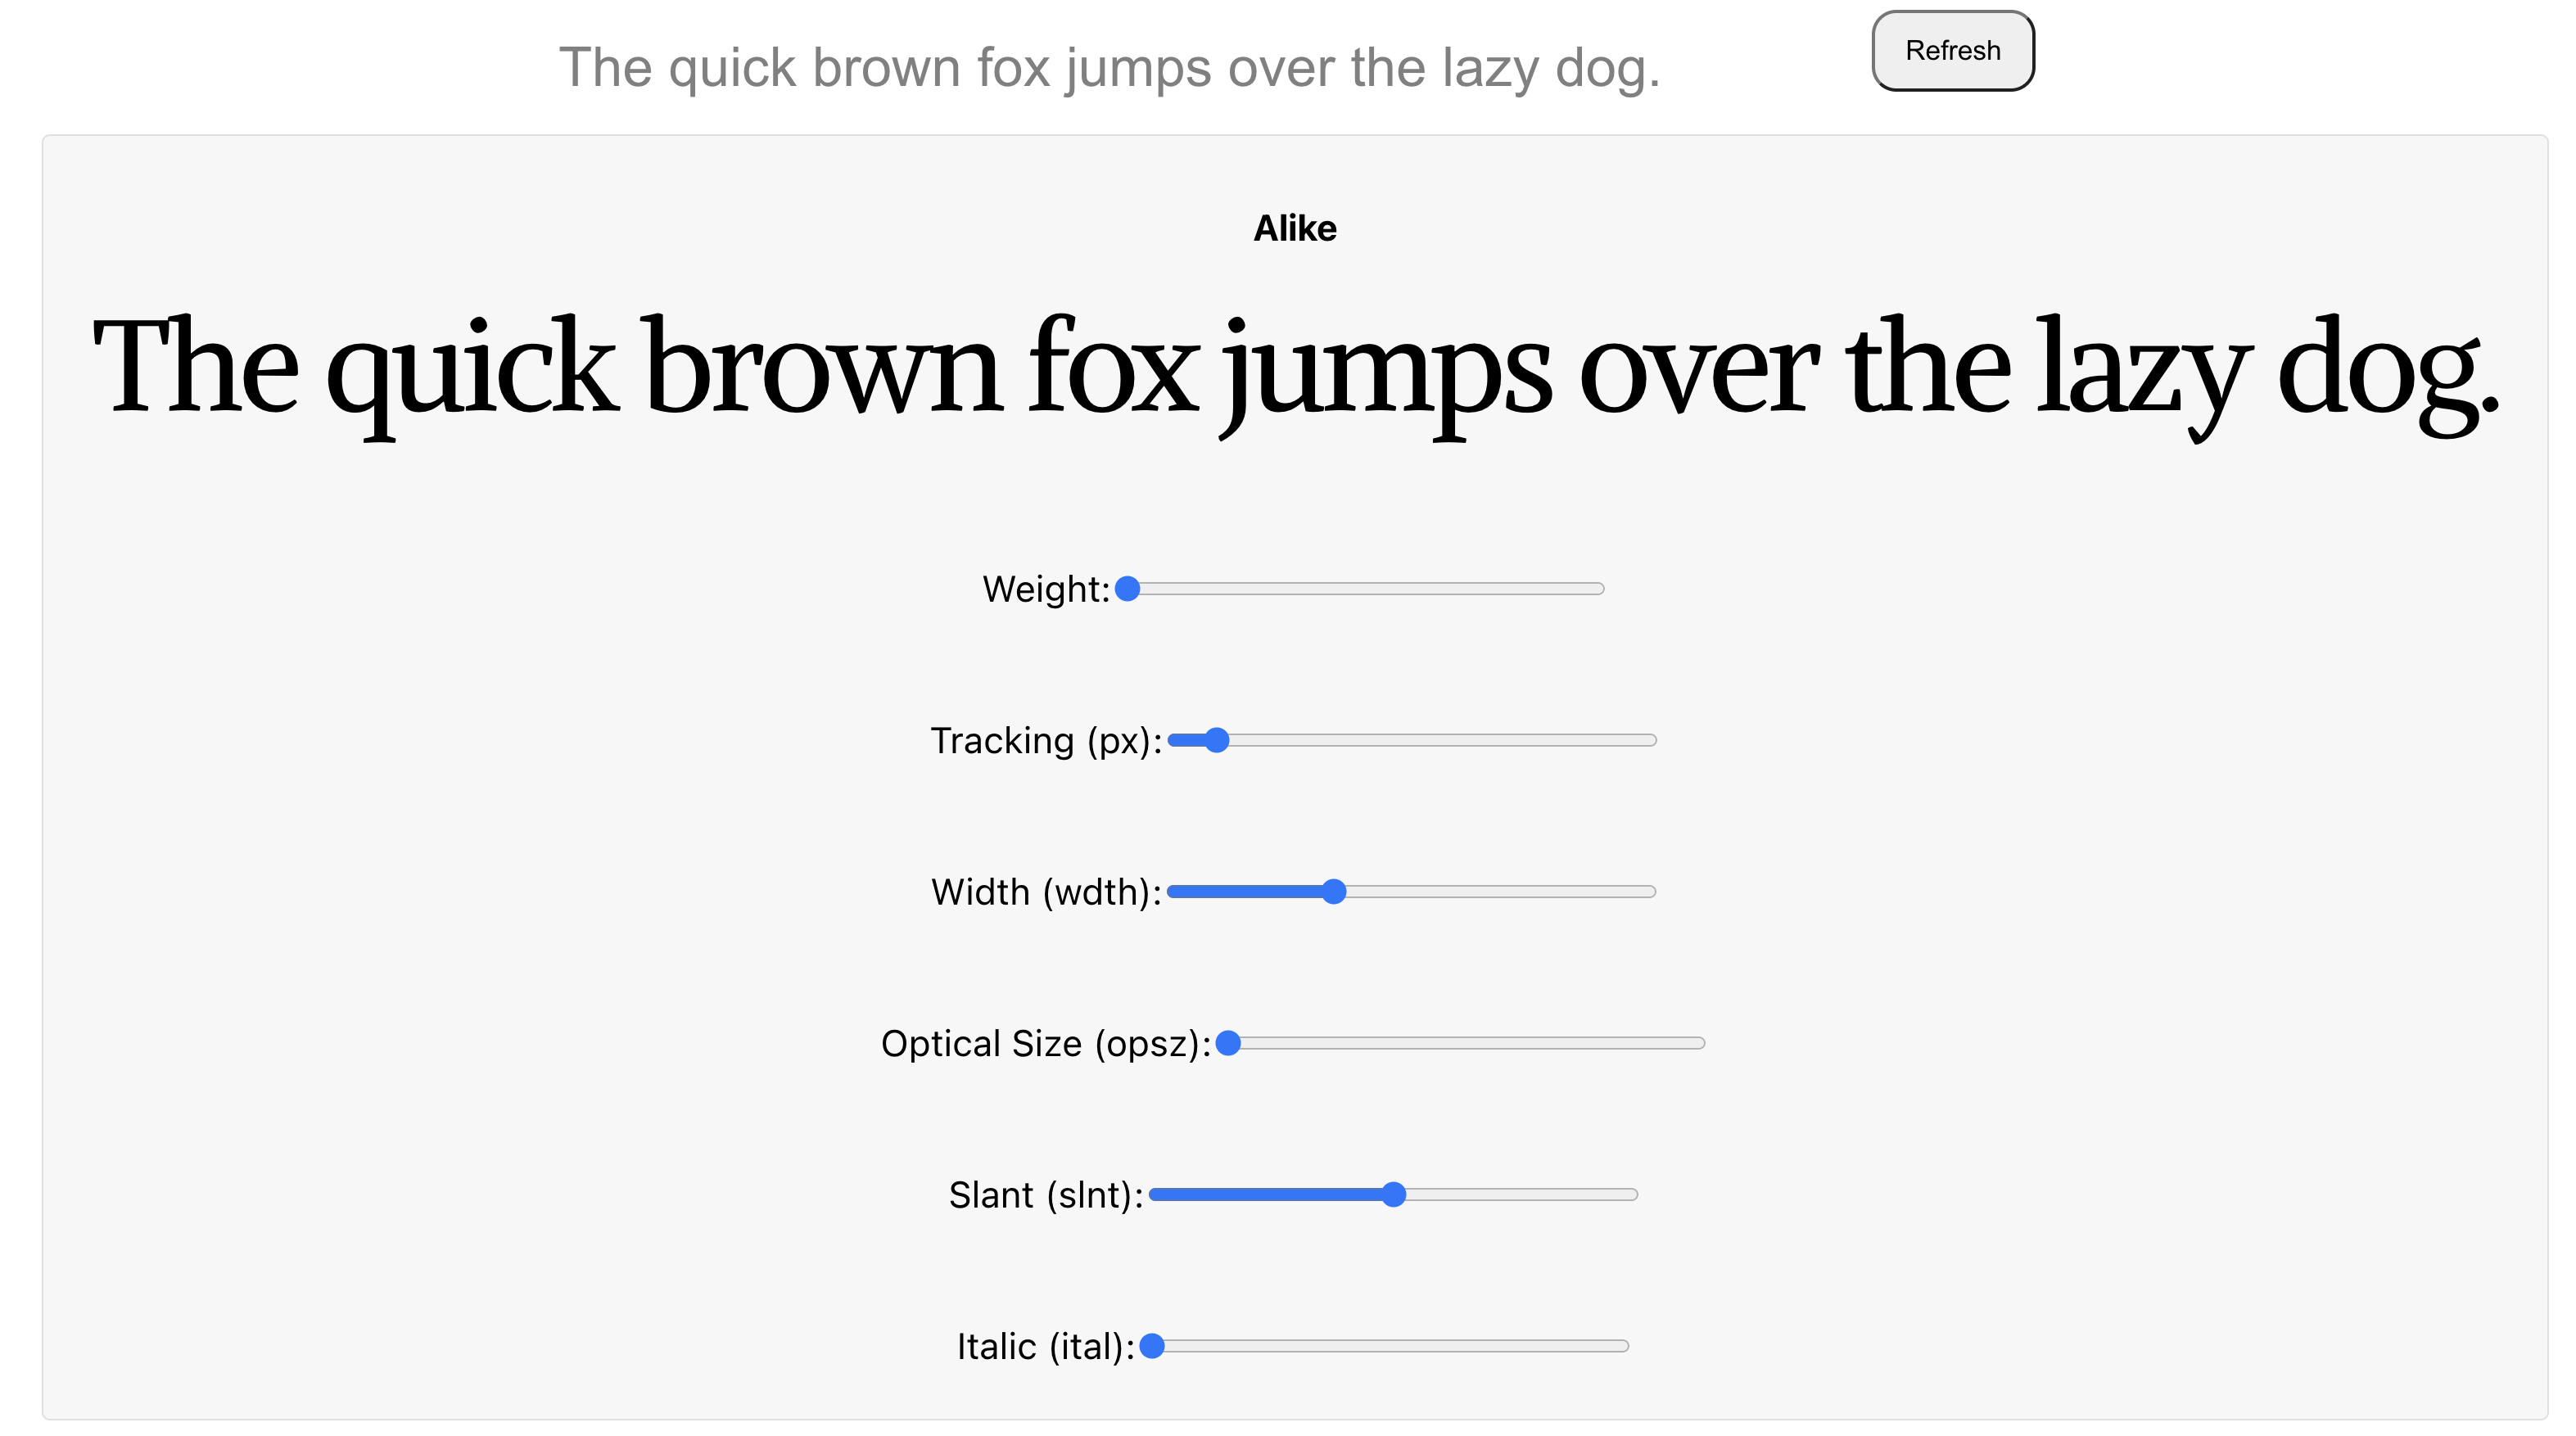 The quick brown fox jumps over the lazy dog.
Refresh
Alike
The quick brown fox jumps over the lazy dog.
Weight:
Tracking (px):
Width (wdth):
Optical Size (opsz):
Slant (slnt):
Italic (ital):